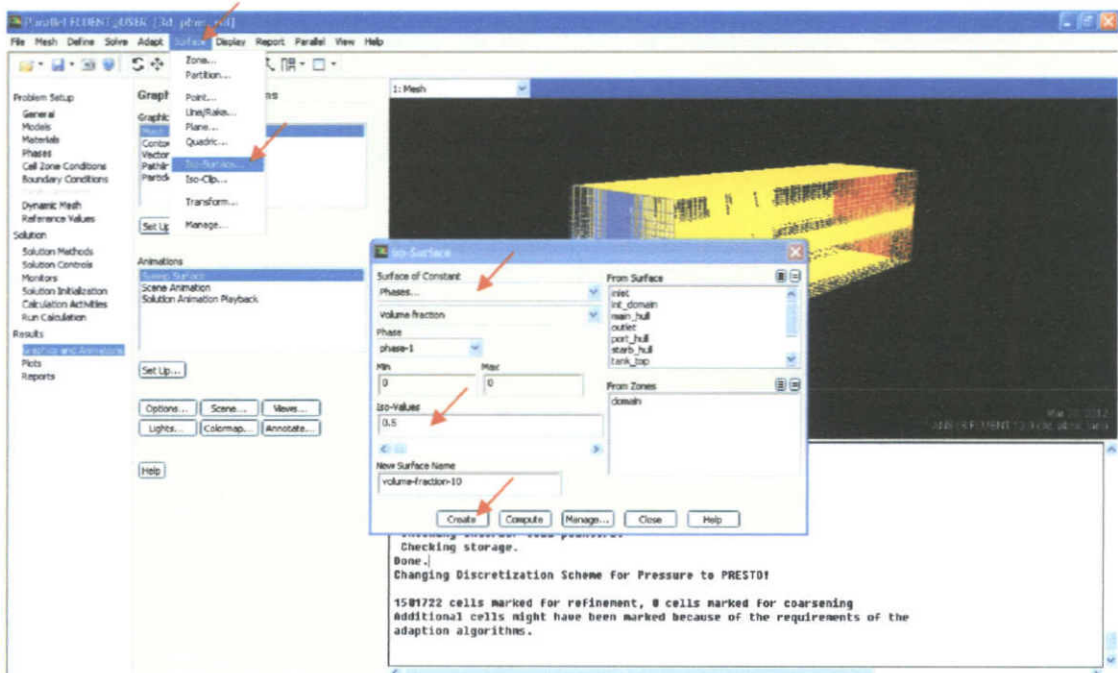 File Mesh Define Solve Adapt Surface Display Report Parallel View Help
Zone...
Partition...
Point...
Line/Rake...
Plane...
Quadric...
Iso-Surface...
Iso-Clip...
Transform...
Manage...
Problem Setup
General
Models
Materials
Phases
Cell Zone Conditions
Boundary Conditions
Dynamic Mesh
Reference Values
Solution
Solution Methods
Solution Controls
Monitors
Solution Initialization
Calculation Activities
Run Calculation
Results
Graphics and Animations
Plots
Reports
Graph
ns
Graphic
Mesh
Contou
Vector
Pathlin
Particle
Set Up
Animations
Sweep Surface
Scene Animation
Solution Animation Playback
Set Up...
Options... Scene... Views...
Lights... Colormap... Annotate...
Help
1: Mesh
Iso-Surface
Surface of Constant
Phases...
Volume fraction
Phase
phase-1
Min Max
0 0
Iso-Values
0.5
New Surface Name
volume-fraction-10
From Surface
inlet
int_domain
main_hull
outlet
port_hull
starb_hull
tank_top
From Zones
domain
Create Compute Manage... Close Help
Checking storage.
Done.
Changing Discretization Scheme for Pressure to PRESTO!
1501722 cells marked for refinement, 0 cells marked for coarsening
Additional cells might have been marked because of the requirements of the
adaption algorithms.